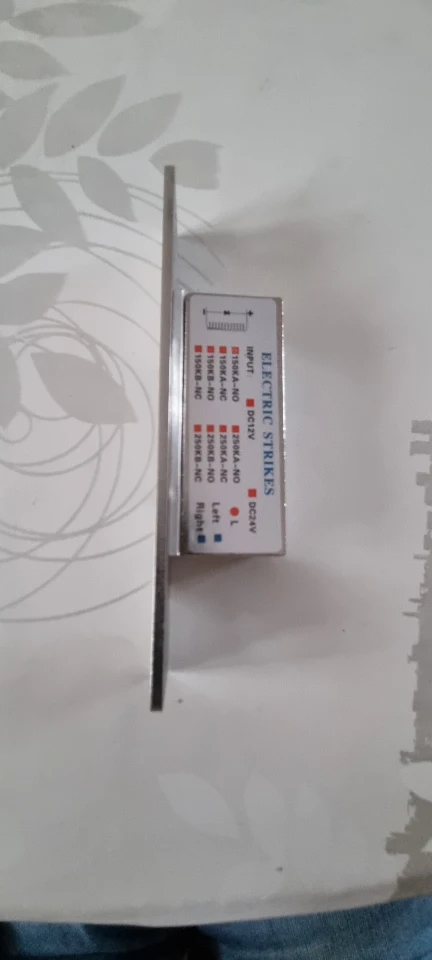 ELECTRIC STRIKES
INPUT: DC12V DC24V
150KA-NO 250KA-NO L
150KA-NC 250KA-NC
150KB-NO 250KB-NO Left
150KB-NC 250KB-NC Right
- +